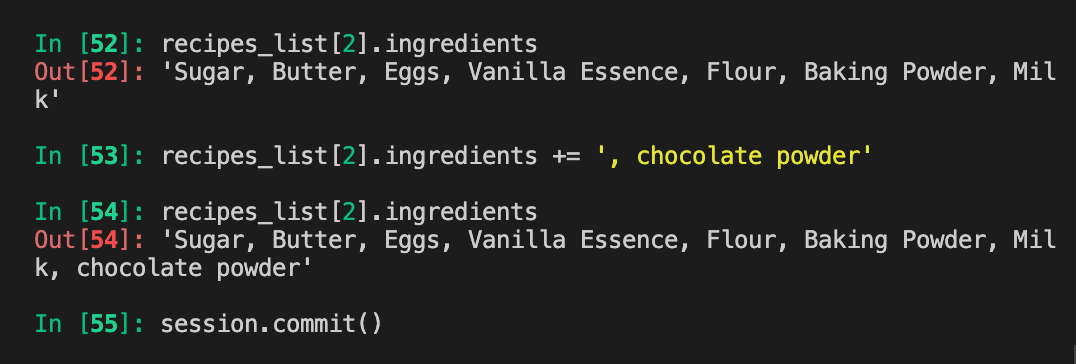 In [52]: recipes_list[2].ingredients
Out[52]: 'Sugar, Butter, Eggs, Vanilla Essence, Flour, Baking Powder, Mil
k'
In [53]: recipes_list[2].ingredients += ', chocolate powder'
In [54]: recipes_list[2].ingredients
Out[54]: 'Sugar, Butter, Eggs, Vanilla Essence, Flour, Baking Powder, Mil
k, chocolate powder'
In [55]: session.commit()